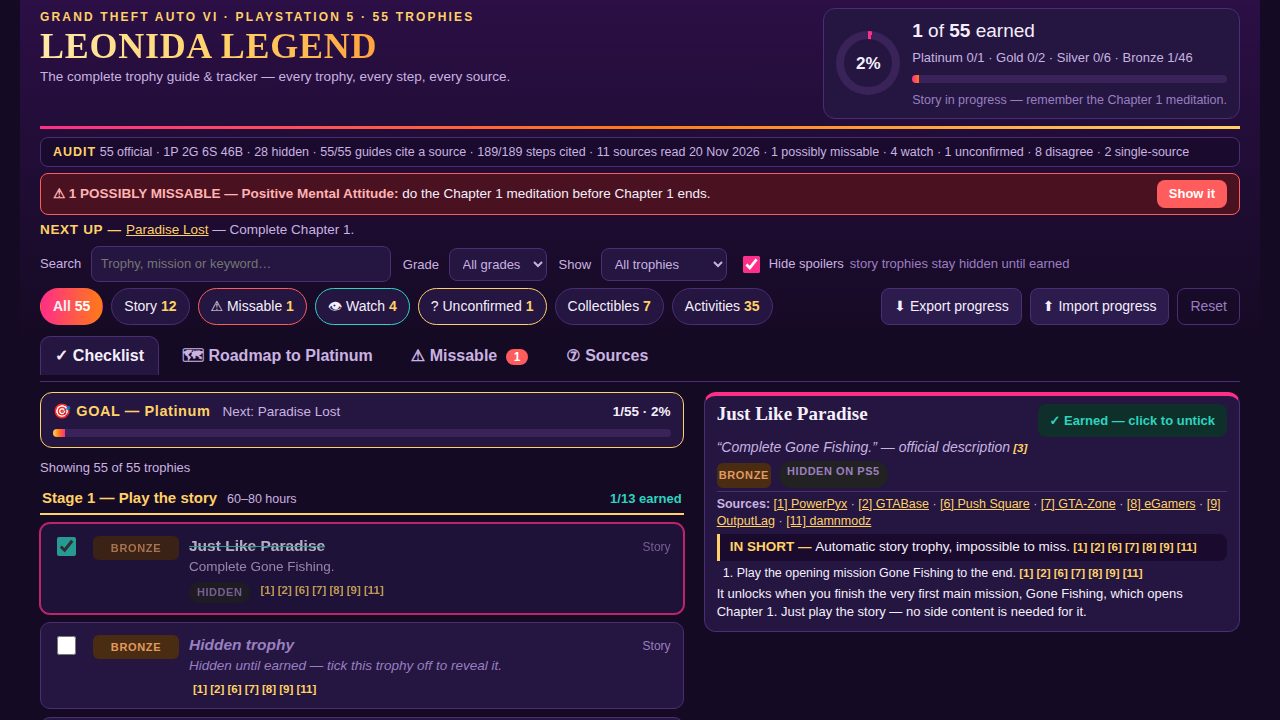 GRAND THEFT AUTO VI · PLAYSTATION 5 · 55 TROPHIES
LEONIDA LEGEND
The complete trophy guide & tracker — every trophy, every step, every source.
2%
1 of 55 earned
Platinum 0/1 · Gold 0/2 · Silver 0/6 · Bronze 1/46
Story in progress — remember the Chapter 1 meditation.
AUDIT 55 official · 1P 2G 6S 46B · 28 hidden · 55/55 guides cite a source · 189/189 steps cited · 11 sources read 20 Nov 2026 · 1 possibly missable · 4 watch · 1 unconfirmed · 8 disagree · 2 single-source
⚠ 1 POSSIBLY MISSABLE — Positive Mental Attitude: do the Chapter 1 meditation before Chapter 1 ends.
Show it
NEXT UP — Paradise Lost — Complete Chapter 1.
Search Trophy, mission or keyword… Grade All grades Show All trophies Hide spoilers story trophies stay hidden until earned
All 55 Story 12 ⚠ Missable 1 👁 Watch 4 ? Unconfirmed 1 Collectibles 7 Activities 35 ⬇ Export progress ⬆ Import progress Reset
✓ Checklist 🗺 Roadmap to Platinum ⚠ Missable 1 ⑦ Sources
🎯 GOAL — Platinum Next: Paradise Lost 1/55 · 2%
Showing 55 of 55 trophies
Stage 1 — Play the story 60–80 hours 1/13 earned
BRONZE Just Like Paradise Story
Complete Gone Fishing.
HIDDEN [1] [2] [6] [7] [8] [9] [11]
BRONZE Hidden trophy Story
Hidden until earned — tick this trophy off to reveal it.
[1] [2] [6] [7] [8] [9] [11]
Just Like Paradise
✓ Earned — click to untick
“Complete Gone Fishing.” — official description [3]
BRONZE HIDDEN ON PS5
Sources: [1] PowerPyx · [2] GTABase · [6] Push Square · [7] GTA-Zone · [8] eGamers · [9]
OutputLag · [11] damnmodz
IN SHORT — Automatic story trophy, impossible to miss. [1] [2] [6] [7] [8] [9] [11]
1. Play the opening mission Gone Fishing to the end. [1] [2] [6] [7] [8] [9] [11]
It unlocks when you finish the very first main mission, Gone Fishing, which opens
Chapter 1. Just play the story — no side content is needed for it.